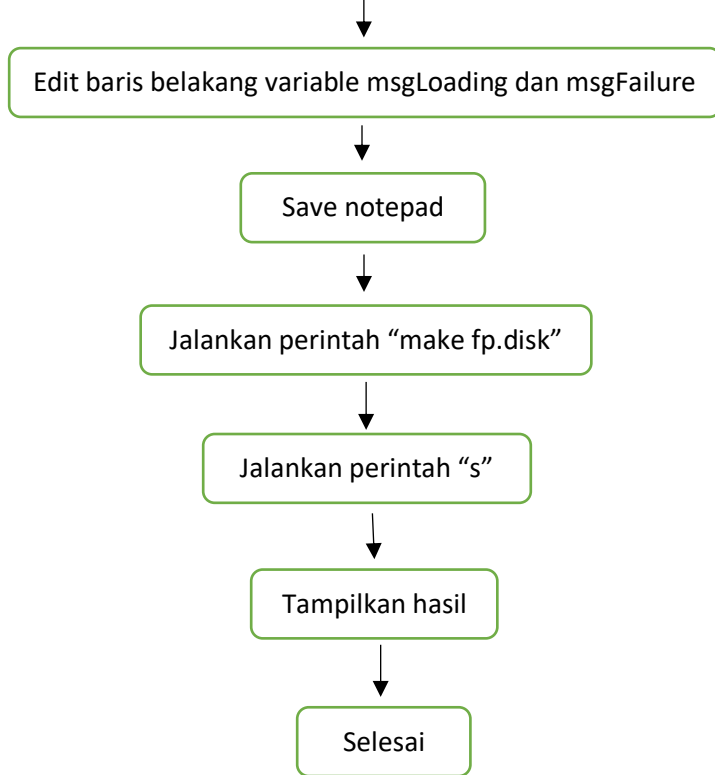 Edit baris belakang variable msgLoading dan msgFailure
Save notepad
Jalankan perintah “make fp.disk”
Jalankan perintah “s”
Tampilkan hasil
Selesai